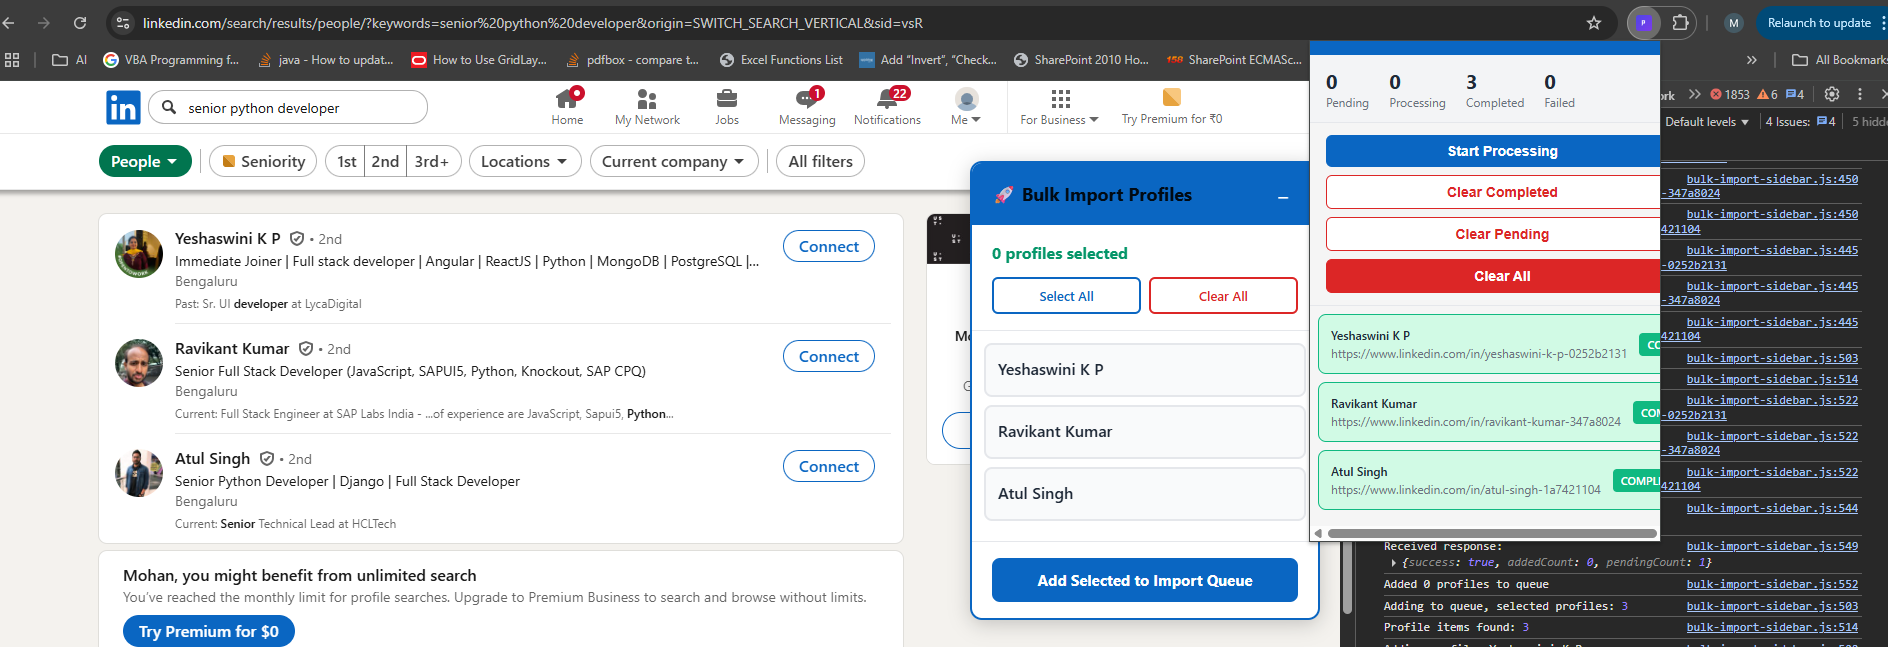 linkedin.com/search/results/people/?keywords=senior%20python%20developer&origin=SWITCH_SEARCH_VERTICAL&sid=vsR
P
M
Relaunch to update
AI
VBA Programming f...
java - How to updat...
How to Use GridLay...
pdfbox - compare t...
Excel Functions List
Add "Invert", "Check...
SharePoint 2010 Ho...
SharePoint ECMASc...
All Bookmarks
in
senior python developer
Home
My Network
Jobs
1
Messaging
22
Notifications
Me
For Business
Try Premium for ₹0
People
Seniority
1st
2nd
3rd+
Locations
Current company
All filters
Yeshaswini K P • 2nd
Immediate Joiner | Full stack developer | Angular | ReactJS | Python | MongoDB | PostgreSQL |...
Bengaluru
Past: Sr. UI developer at LycaDigital
Connect
Ravikant Kumar • 2nd
Senior Full Stack Developer (JavaScript, SAPUI5, Python, Knockout, SAP CPQ)
Bengaluru
Current: Full Stack Engineer at SAP Labs India - ...of experience are JavaScript, Sapui5, Python...
Connect
Atul Singh • 2nd
Senior Python Developer | Django | Full Stack Developer
Bengaluru
Current: Senior Technical Lead at HCLTech
Connect
Mohan, you might benefit from unlimited search
You've reached the monthly limit for profile searches. Upgrade to Premium Business to search and browse without limits.
Try Premium for $0
Bulk Import Profiles
0 profiles selected
Select All
Clear All
Yeshaswini K P
Ravikant Kumar
Atul Singh
Add Selected to Import Queue
0
Pending
0
Processing
3
Completed
0
Failed
Start Processing
Clear Completed
Clear Pending
Clear All
Yeshaswini K P
https://www.linkedin.com/in/yeshaswini-k-p-0252b2131
CO
Ravikant Kumar
https://www.linkedin.com/in/ravikant-kumar-347a8024
COM
Atul Singh
https://www.linkedin.com/in/atul-singh-1a7421104
COMPLE
rk
1853
6
4
Default levels
4 Issues:
4
5 hidde
bulk-import-sidebar.js:450
-347a8024
bulk-import-sidebar.js:450
421104
bulk-import-sidebar.js:445
-0252b2131
bulk-import-sidebar.js:445
-347a8024
bulk-import-sidebar.js:445
421104
bulk-import-sidebar.js:503
bulk-import-sidebar.js:514
bulk-import-sidebar.js:522
-0252b2131
bulk-import-sidebar.js:522
-347a8024
bulk-import-sidebar.js:522
421104
bulk-import-sidebar.js:544
Received response:
bulk-import-sidebar.js:549
{success: true, addedCount: 0, pendingCount: 1}
Added 0 profiles to queue
bulk-import-sidebar.js:552
Adding to queue, selected profiles: 3
bulk-import-sidebar.js:503
Profile items found: 3
bulk-import-sidebar.js:514